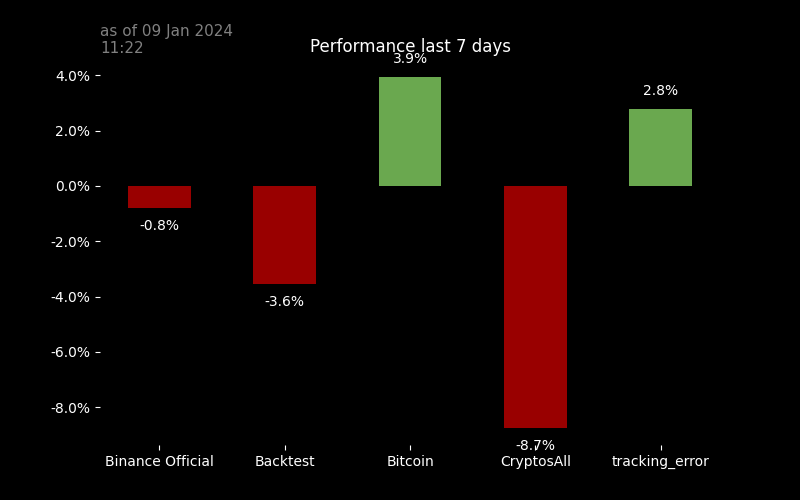 as of 09 Jan 2024
11:22
Performance last 7 days
3.9%
4.0%
2.8%
2.0%
0.0%
-0.8%
-2.0%
-3.6%
-4.0%
-6.0%
-8.0%
-8.7%
Binance Official
Backtest
Bitcoin
CryptosAll
tracking_error